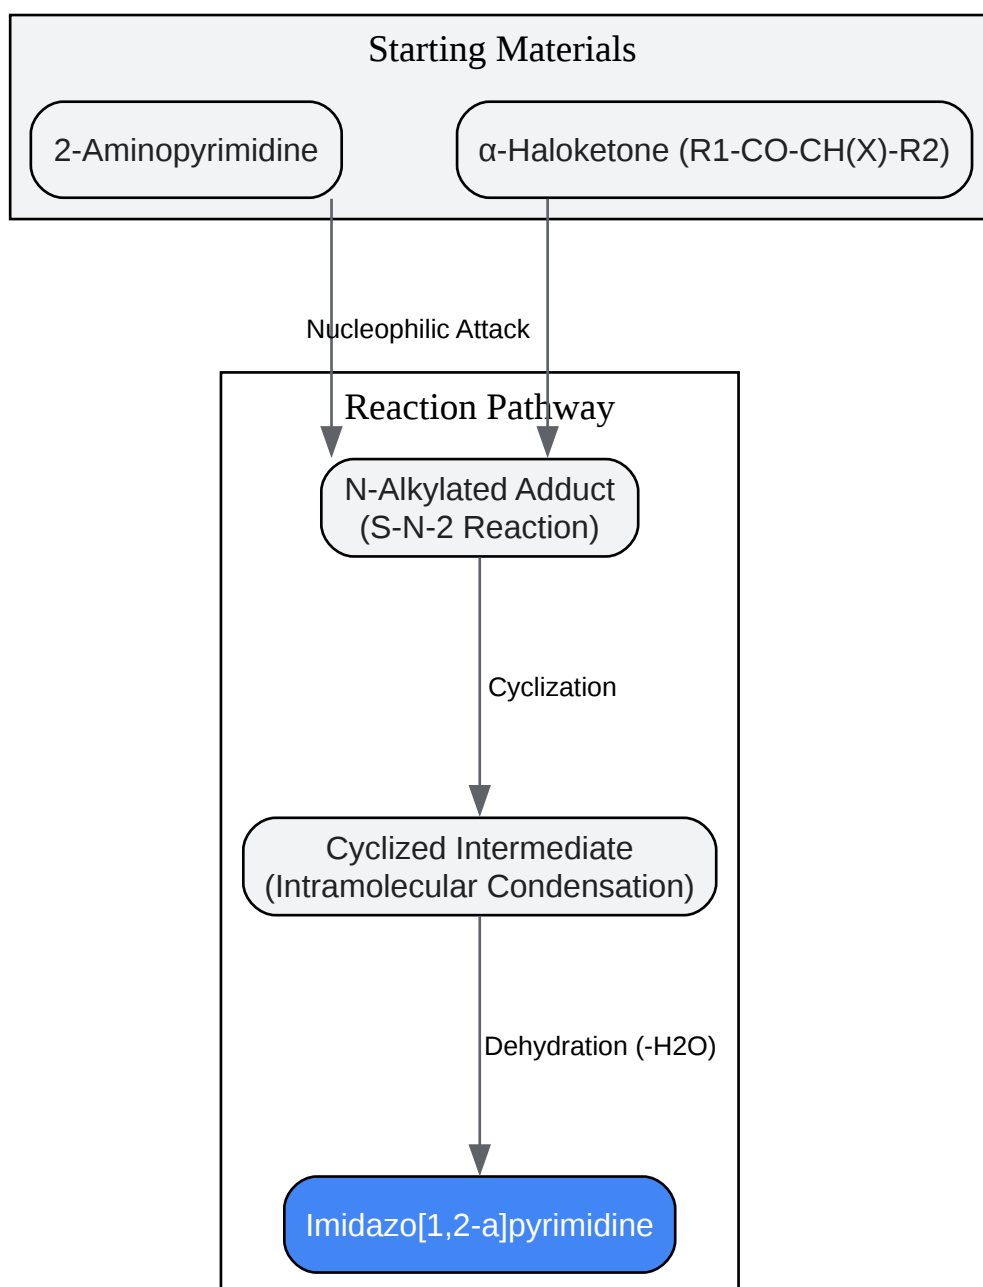 Starting Materials
2-Aminopyrimidine
α-Haloketone (R1-CO-CH(X)-R2)
Nucleophilic Attack
Reaction Pathway
N-Alkylated Adduct
(S-N-2 Reaction)
Cyclization
Cyclized Intermediate
(Intramolecular Condensation)
Dehydration (-H2O)
Imidazo[1,2-a]pyrimidine